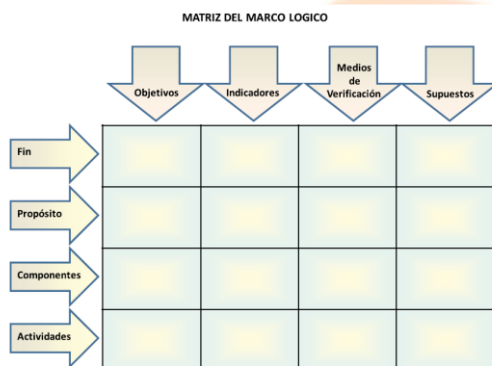 MATRIZ DEL MARCO LOGICO
Objetivos
Indicadores
Medios
de
Verificación
Supuestos
Fin
Propósito
Componentes
Actividades